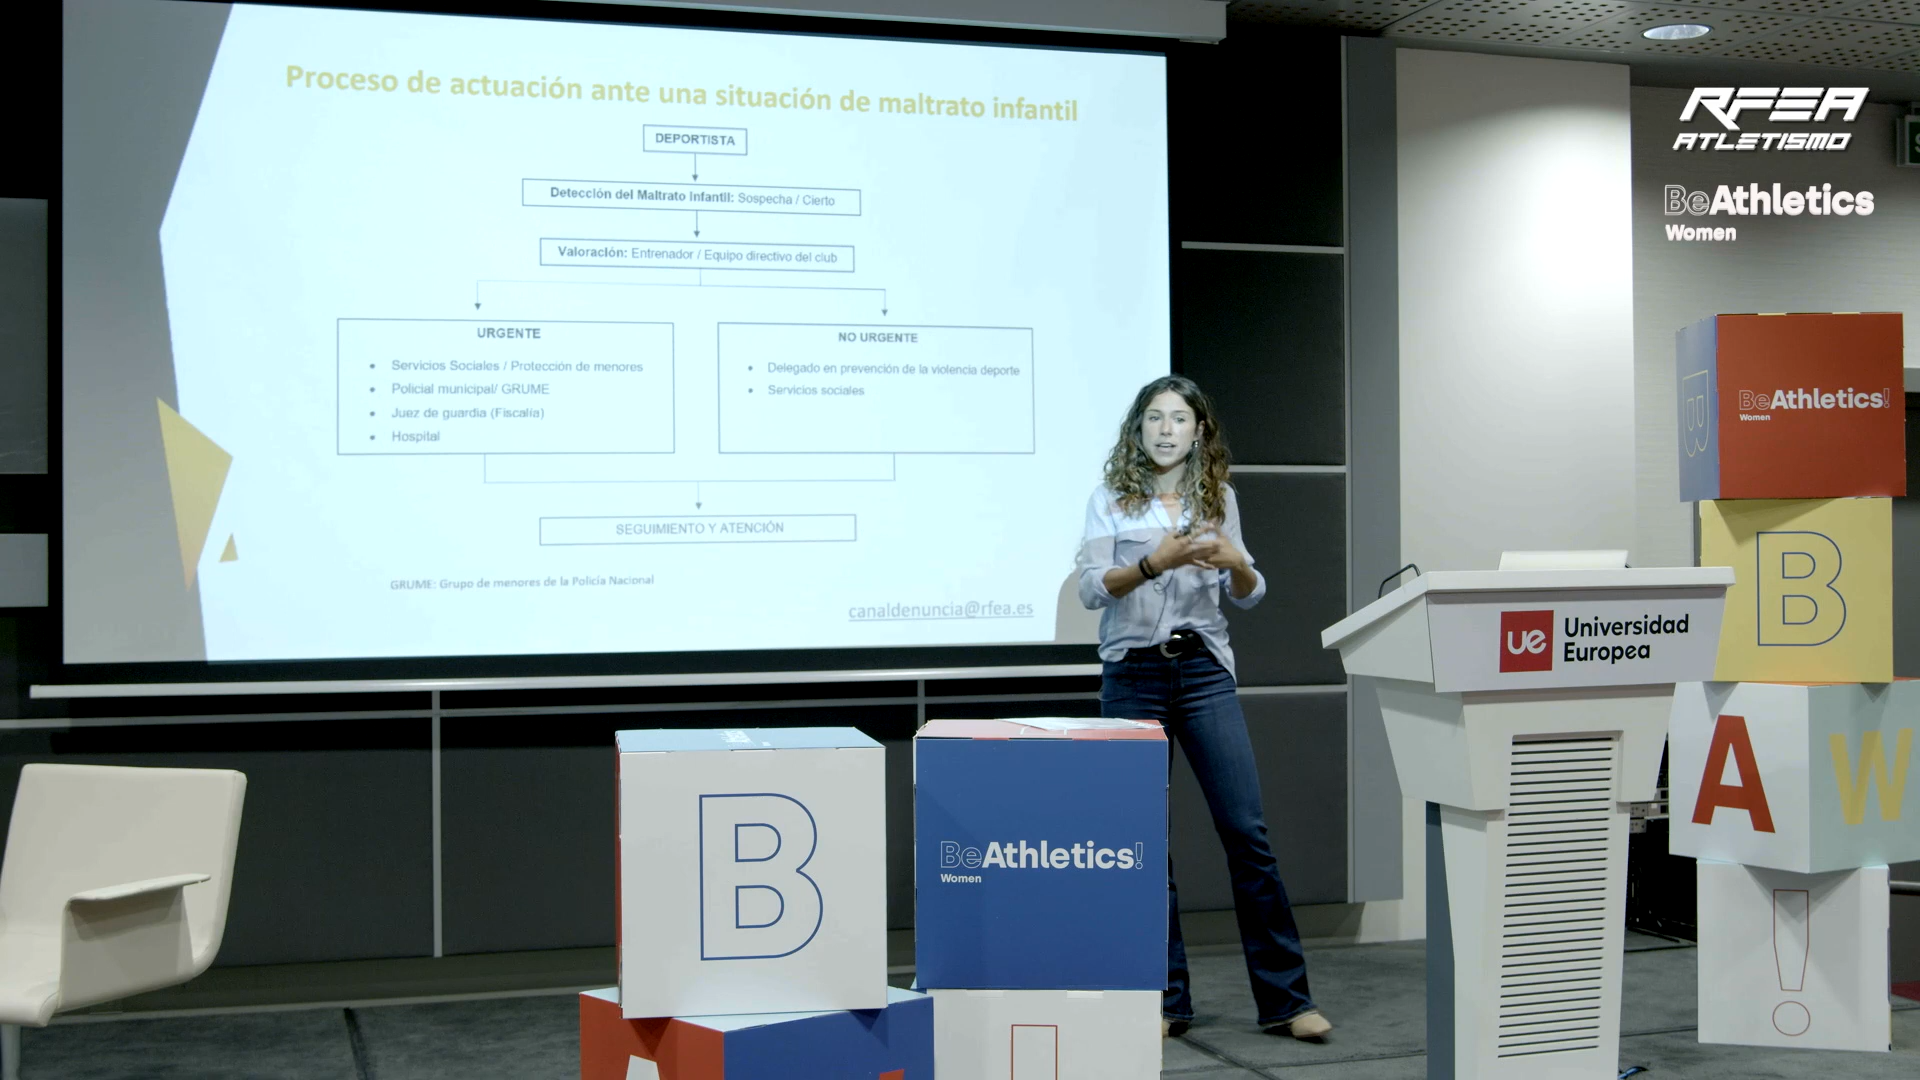 Proceso de actuación ante una situación de maltrato infantil
DEPORTISTA
Detección del Maltrato Infantil: Sospecha / Cierto
Valoración: Entrenador / Equipo directivo del club
URGENTE
• Servicios Sociales / Protección de menores
• Policial municipal/ GRUME
• Juez de guardia (Fiscalía)
• Hospital
NO URGENTE
• Delegado en prevención de la violencia deporte
• Servicios sociales
SEGUIMIENTO Y ATENCIÓN
GRUME: Grupo de menores de la Policía Nacional
canaldenuncia@rfea.es
RFEA
ATLETISMO
BeAthletics
Women
B
BeAthletics!
Women
B
A
W
!
ue Universidad
Europea
B
BeAthletics!
Women